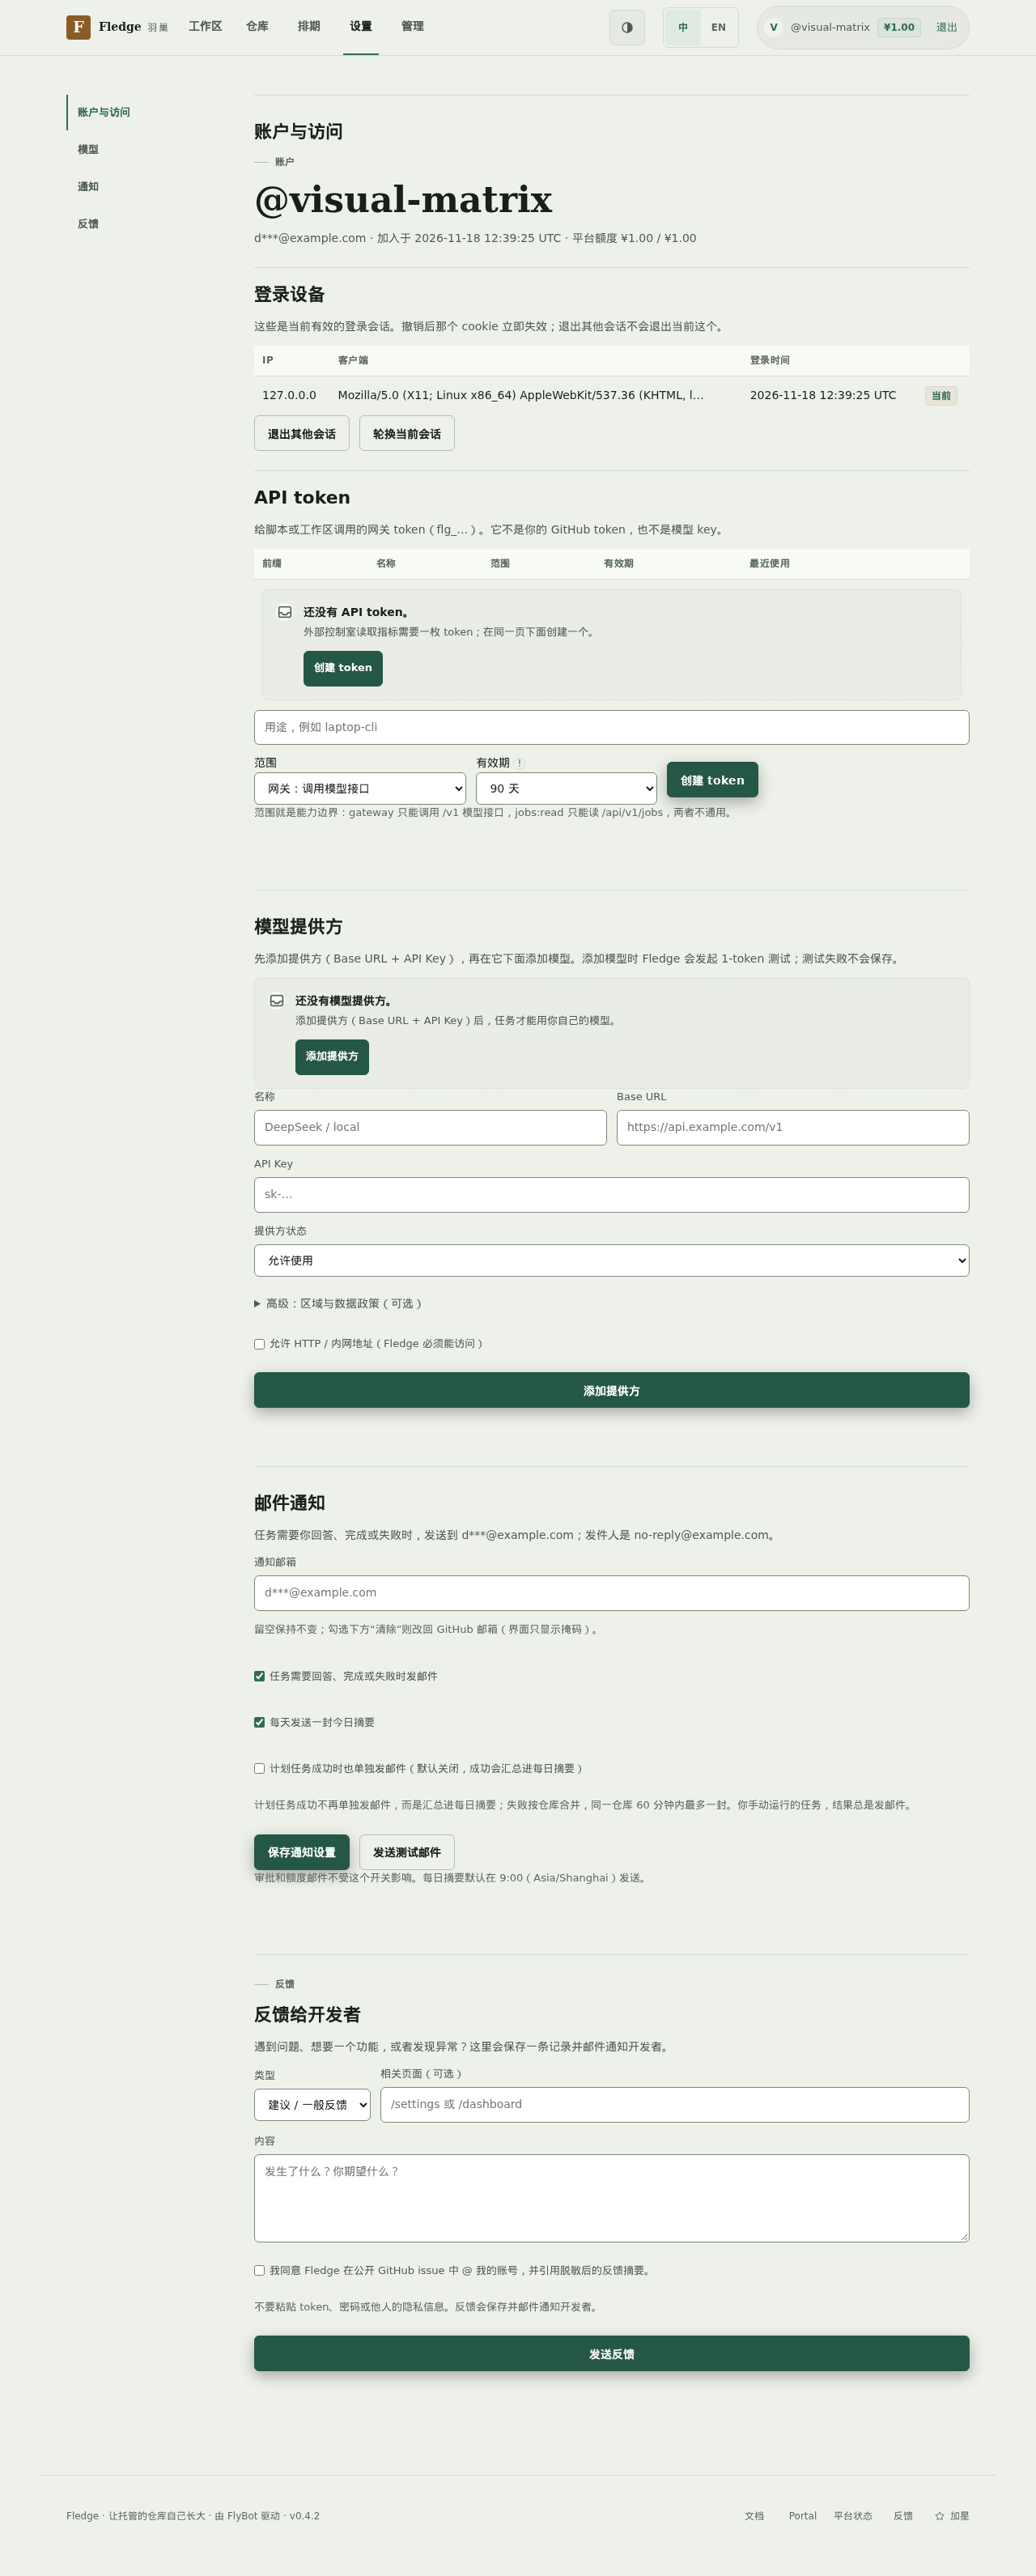 F Fledge 羽巢 工作区 仓库 排期 设置 管理 中 EN V @visual-matrix ¥1.00 退出
账户与访问
模型
通知
反馈
账户与访问
账户
@visual-matrix
d***@example.com · 加入于 2026-11-18 12:39:25 UTC · 平台额度 ¥1.00 / ¥1.00
登录设备
这些是当前有效的登录会话。撤销后那个 cookie 立即失效；退出其他会话不会退出当前这个。
IP 客户端 登录时间
127.0.0.0 Mozilla/5.0 (X11; Linux x86_64) AppleWebKit/537.36 (KHTML, l… 2026-11-18 12:39:25 UTC 当前
退出其他会话 轮换当前会话
API token
给脚本或工作区调用的网关 token（flg_…）。它不是你的 GitHub token，也不是模型 key。
前缀 名称 范围 有效期 最近使用
还没有 API token。
外部控制室读取指标需要一枚 token；在同一页下面创建一个。
创建 token
用途，例如 laptop-cli
范围 有效期 !
网关：调用模型接口 90 天 创建 token
范围就是能力边界：gateway 只能调用 /v1 模型接口，jobs:read 只能读 /api/v1/jobs，两者不通用。
模型提供方
先添加提供方（Base URL + API Key），再在它下面添加模型。添加模型时 Fledge 会发起 1-token 测试；测试失败不会保存。
还没有模型提供方。
添加提供方（Base URL + API Key）后，任务才能用你自己的模型。
添加提供方
名称 Base URL
DeepSeek / local https://api.example.com/v1
API Key
sk-…
提供方状态
允许使用
高级：区域与数据政策（可选）
允许 HTTP / 内网地址（Fledge 必须能访问）
添加提供方
邮件通知
任务需要你回答、完成或失败时，发送到 d***@example.com；发件人是 no-reply@example.com。
通知邮箱
d***@example.com
留空保持不变；勾选下方“清除”则改回 GitHub 邮箱（界面只显示掩码）。
任务需要回答、完成或失败时发邮件
每天发送一封今日摘要
计划任务成功时也单独发邮件（默认关闭，成功会汇总进每日摘要）
计划任务成功不再单独发邮件，而是汇总进每日摘要；失败按仓库合并，同一仓库 60 分钟内最多一封。你手动运行的任务，结果总是发邮件。
保存通知设置 发送测试邮件
审批和额度邮件不受这个开关影响。每日摘要默认在 9:00（Asia/Shanghai）发送。
反馈
反馈给开发者
遇到问题、想要一个功能，或者发现异常？这里会保存一条记录并邮件通知开发者。
类型 相关页面（可选）
建议 / 一般反馈 /settings 或 /dashboard
内容
发生了什么？你期望什么？
我同意 Fledge 在公开 GitHub issue 中 @ 我的账号，并引用脱敏后的反馈摘要。
不要粘贴 token、密码或他人的隐私信息。反馈会保存并邮件通知开发者。
发送反馈
Fledge · 让托管的仓库自己长大 · 由 FlyBot 驱动 · v0.4.2 文档 Portal 平台状态 反馈 加星